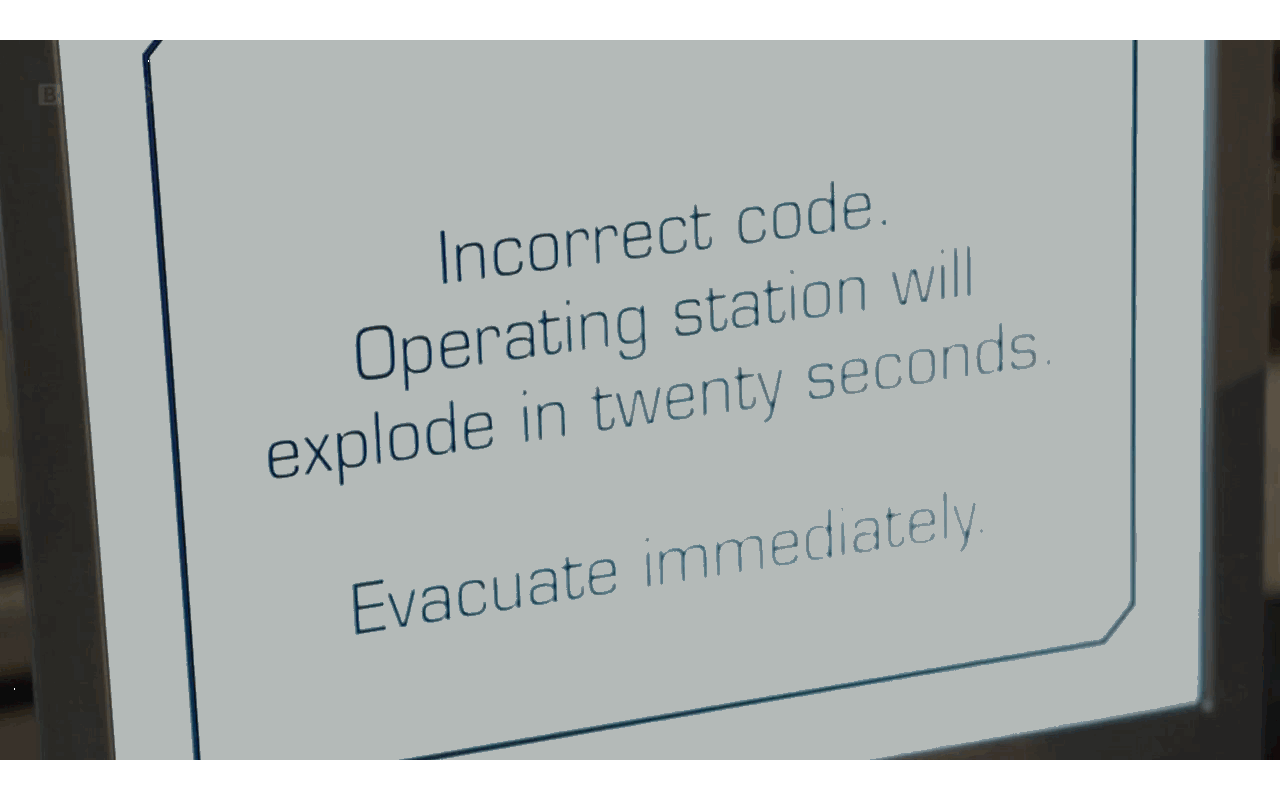 B
Incorrect code.
Operating station will
explode in twenty seconds.
Evacuate immediately.